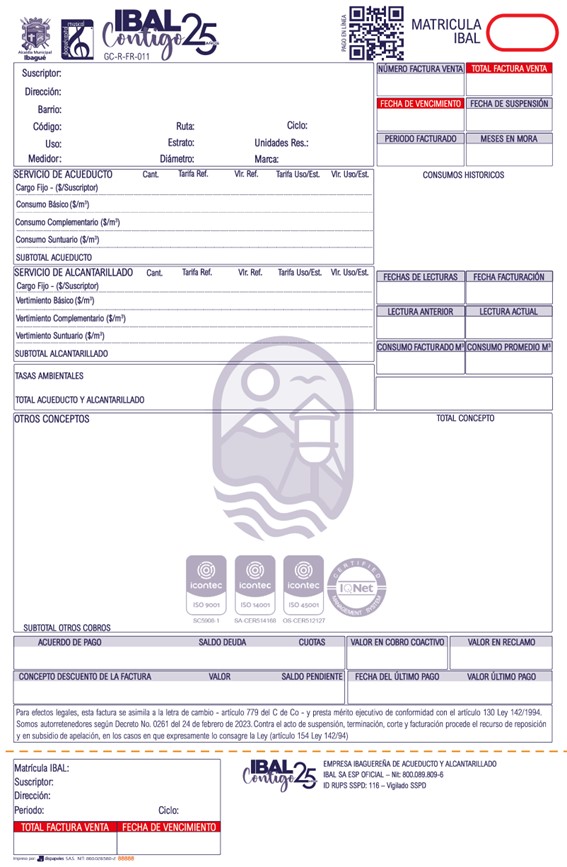 Alcaldía Municipal
Ibagué
musical
IBAL
Contigo 25
GC-R-FR-011
PAGO EN LÍNEA
MATRICULA
IBAL
Suscriptor:
Dirección:
Barrio:
Código: Ruta: Ciclo:
Uso: Estrato: Unidades Res.:
Medidor: Diámetro: Marca:
NÚMERO FACTURA VENTA TOTAL FACTURA VENTA
FECHA DE VENCIMIENTO FECHA DE SUSPENSIÓN
PERIODO FACTURADO MESES EN MORA
SERVICIO DE ACUEDUCTO Cant. Tarifa Ref. Vlr. Ref. Tarifa Uso/Est. Vlr. Uso/Est.
Cargo Fijo - ($/Suscriptor)
Consumo Básico ($/m³)
Consumo Complementario ($/m³)
Consumo Suntuario ($/m³)
SUBTOTAL ACUEDUCTO
CONSUMOS HISTORICOS
SERVICIO DE ALCANTARILLADO Cant. Tarifa Ref. Vlr. Ref. Tarifa Uso/Est. Vlr. Uso/Est.
Cargo Fijo - ($/Suscriptor)
Vertimiento Básico ($/m³)
Vertimiento Complementario ($/m³)
Vertimiento Suntuario ($/m³)
SUBTOTAL ALCANTARILLADO
FECHAS DE LECTURAS FECHA FACTURACIÓN
LECTURA ANTERIOR LECTURA ACTUAL
CONSUMO FACTURADO M³ CONSUMO PROMEDIO M³
TASAS AMBIENTALES
TOTAL ACUEDUCTO Y ALCANTARILLADO
OTROS CONCEPTOS TOTAL CONCEPTO
icontec icontec icontec
ISO 9001 ISO 14001 ISO 45001
CERTIFIED
IQNet
MANAGEMENT SYSTEM
SC5908-1 SA-CER514168 OS-CER512127
SUBTOTAL OTROS COBROS
ACUERDO DE PAGO SALDO DEUDA CUOTAS VALOR EN COBRO COACTIVO VALOR EN RECLAMO
CONCEPTO DESCUENTO DE LA FACTURA VALOR SALDO PENDIENTE FECHA DEL ÚLTIMO PAGO VALOR ÚLTIMO PAGO
Para efectos legales, esta factura se asimila a la letra de cambio - artículo 779 del C de Co - y presta mérito ejecutivo de conformidad con el artículo 130 Ley 142/1994.
Somos autorretenedores según Decreto No. 0261 del 24 de febrero de 2023. Contra el acto de suspensión, terminación, corte y facturación procede el recurso de reposición
y en subsidio de apelación, en los casos en que expresamente lo consagre la Ley (artículo 154 Ley 142/94)
Matrícula IBAL:
Suscriptor:
Dirección:
Periodo: Ciclo:
TOTAL FACTURA VENTA FECHA DE VENCIMIENTO
IBAL
Contigo 25
EMPRESA IBAGUEREÑA DE ACUEDUCTO Y ALCANTARILLADO
IBAL SA ESP OFICIAL – Nit: 800.089.809-6
ID RUPS SSPD: 116 – Vigilado SSPD